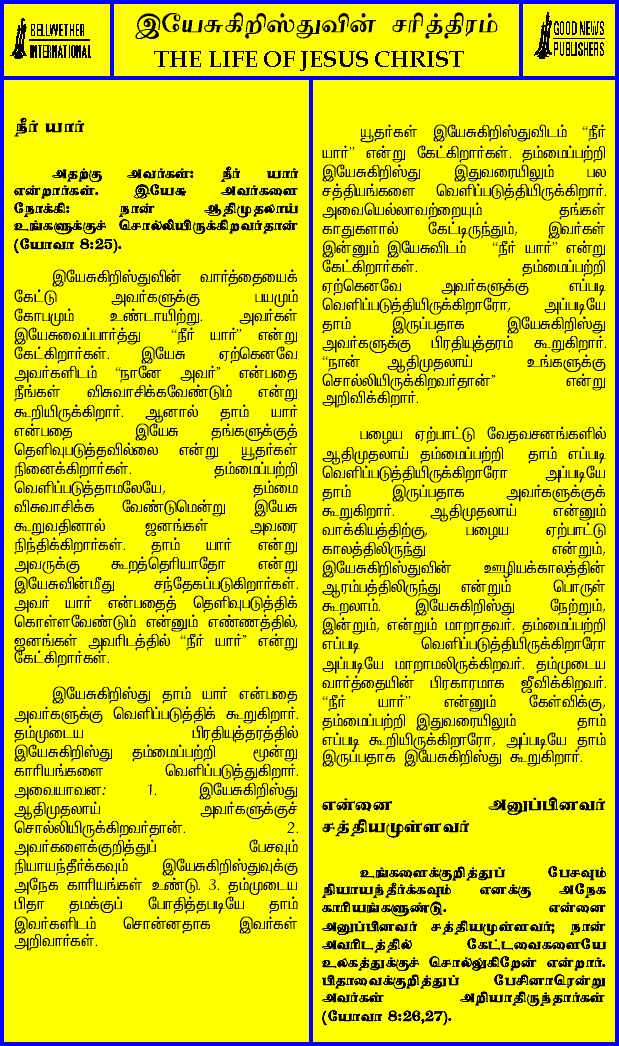 BELLWETHER
INTERNATIONAL
இயேசுகிறிஸ்துவின் சரித்திரம்
THE LIFE OF JESUS CHRIST
GOOD NEWS
PUBLISHERS
நீர் யார்
அதற்கு அவர்கள்: நீர் யார்
என்றார்கள். இயேசு அவர்களை
நோக்கி: நான் ஆதிமுதலாய்
உங்களுக்குச் சொல்லியிருக்கிறவர்தான்
(யோவா 8:25).
இயேசுகிறிஸ்துவின் வார்த்தையைக்
கேட்டு அவர்களுக்கு பயமும்
கோபமும் உண்டாயிற்று. அவர்கள்
இயேசுவைப்பார்த்து “நீர் யார்” என்று
கேட்கிறார்கள். இயேசு ஏற்கெனவே
அவர்களிடம் “நானே அவர்” என்பதை
நீங்கள் விசுவாசிக்கவேண்டும் என்று
கூறியிருக்கிறார். ஆனால் தாம் யார்
என்பதை இயேசு தங்களுக்குத்
தெளிவுபடுத்தவில்லை என்று யூதர்கள்
நினைக்கிறார்கள். தம்மைப்பற்றி
வெளிப்படுத்தாமலேயே, தம்மை
விசுவாசிக்க வேண்டுமென்று இயேசு
கூறுவதினால் ஜனங்கள் அவரை
நிந்திக்கிறார்கள். தாம் யார் என்று
அவருக்கு கூறத்தெரியாதோ என்று
இயேசுவின்மீது சந்தேகப்படுகிறார்கள்.
அவர் யார் என்பதைத் தெளிவுபடுத்திக்
கொள்ளவேண்டும் என்னும் எண்ணத்தில்,
ஜனங்கள் அவரிடத்தில் “நீர் யார்” என்று
கேட்கிறார்கள்.
இயேசுகிறிஸ்து தாம் யார் என்பதை
அவர்களுக்கு வெளிப்படுத்திக் கூறுகிறார்.
தம்முடைய பிரதியுத்தரத்தில்
இயேசுகிறிஸ்து தம்மைப்பற்றி மூன்று
காரியங்களை வெளிப்படுத்துகிறார்.
அவையாவன: 1. இயேசுகிறிஸ்து
ஆதிமுதலாய் அவர்களுக்குச்
சொல்லியிருக்கிறவர்தான். 2.
அவர்களைக்குறித்துப் பேசவும்
நியாயந்தீர்க்கவும் இயேசுகிறிஸ்துவுக்கு
அநேக காரியங்கள் உண்டு. 3. தம்முடைய
பிதா தமக்குப் போதித்தபடியே தாம்
இவர்களிடம் சொன்னதாக இவர்கள்
அறிவார்கள்.
யூதர்கள் இயேசுகிறிஸ்துவிடம் “நீர்
யார்” என்று கேட்கிறார்கள். தம்மைப்பற்றி
இயேசுகிறிஸ்து இதுவரையிலும் பல
சத்தியங்களை வெளிப்படுத்தியிருக்கிறார்.
அவையெல்லாவற்றையும் தங்கள்
காதுகளால் கேட்டிருந்தும், இவர்கள்
இன்னும் இயேசுவிடம் “நீர் யார்” என்று
கேட்கிறார்கள். தம்மைப்பற்றி
ஏற்கெனவே அவர்களுக்கு எப்படி
வெளிப்படுத்தியிருக்கிறாரோ, அப்படியே
தாம் இருப்பதாக இயேசுகிறிஸ்து
அவர்களுக்கு பிரதியுத்தரம் கூறுகிறார்.
“நான் ஆதிமுதலாய் உங்களுக்கு
சொல்லியிருக்கிறவர்தான்” என்று
அறிவிக்கிறார்.
பழைய ஏற்பாட்டு வேதவசனங்களில்
ஆதிமுதலாய் தம்மைப்பற்றி தாம் எப்படி
வெளிப்படுத்தியிருக்கிறாரோ அப்படியே
தாம் இருப்பதாக அவர்களுக்குக்
கூறுகிறார். ஆதிமுதலாய் என்னும்
வாக்கியத்திற்கு, பழைய ஏற்பாட்டு
காலத்திலிருந்து என்றும்,
இயேசுகிறிஸ்துவின் ஊழியக்காலத்தின்
ஆரம்பத்திலிருந்து என்றும் பொருள்
கூறலாம். இயேசுகிறிஸ்து நேற்றும்,
இன்றும், என்றும் மாறாதவர். தம்மைப்பற்றி
எப்படி வெளிப்படுத்தியிருக்கிறாரோ
அப்படியே மாறாமலிருக்கிறவர். தம்முடைய
வார்த்தையின் பிரகாரமாக ஜீவிக்கிறவர்.
“நீர் யார்” என்னும் கேள்விக்கு,
தம்மைப்பற்றி இதுவரையிலும் தாம்
எப்படி கூறியிருக்கிறாரோ, அப்படியே தாம்
இருப்பதாக இயேசுகிறிஸ்து கூறுகிறார்.
என்னை அனுப்பினவர்
சத்தியமுள்ளவர்
உங்களைக்குறித்துப் பேசவும்
நியாயந்தீர்க்கவும் எனக்கு அநேக
காரியங்களுண்டு. என்னை
அனுப்பினவர் சத்தியமுள்ளவர்; நான்
அவரிடத்தில் கேட்டவைகளையே
உலகத்துக்குச் சொல்லுகிறேன் என்றார்.
பிதாவைக்குறித்துப் பேசினாரென்று
அவர்கள் அறியாதிருந்தார்கள்
(யோவா 8:26,27).